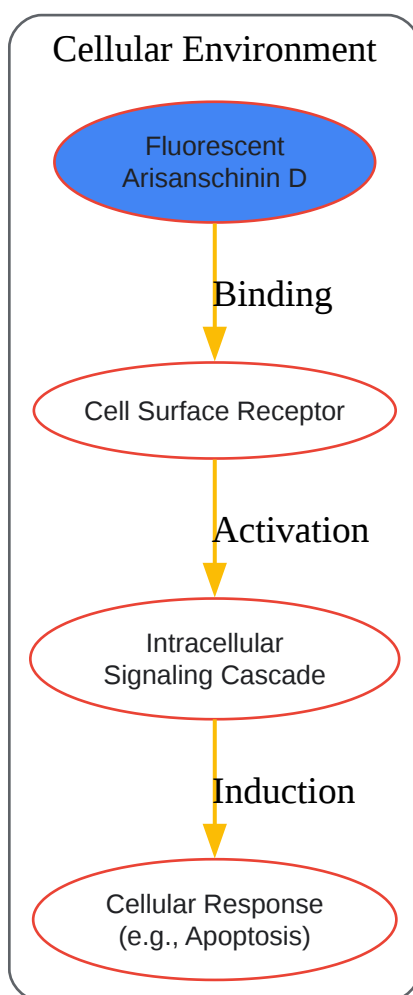 Cellular Environment
Fluorescent
Arisanschinin D
Binding
Cell Surface Receptor
Activation
Intracellular
Signaling Cascade
Induction
Cellular Response
(e.g., Apoptosis)